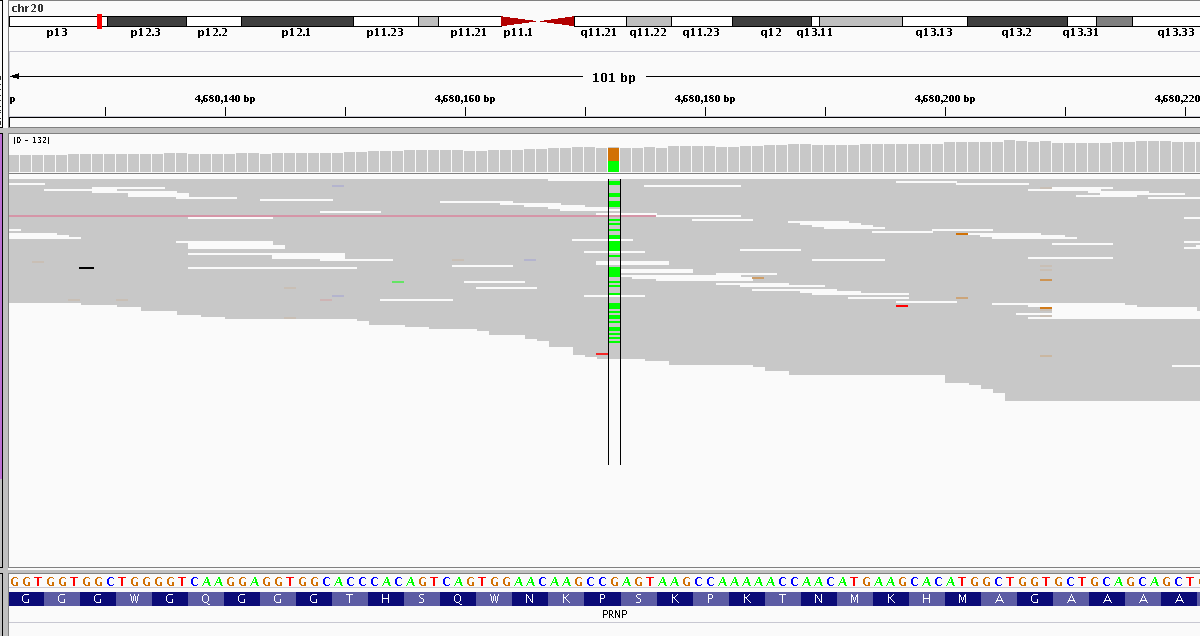 chr20
p13 p12.3 p12.2 p12.1 p11.23 p11.21 p11.1 q11.21 q11.22 q11.23 q12 q13.11 q13.13 q13.2 q13.31 q13.33
101 bp
p 4,680,140 bp 4,680,160 bp 4,680,180 bp 4,680,200 bp 4,680,220
[0 - 132]
GGTGGTGGCTGGGGTCAAGGAGGTGGCACCCACAGTCAGTGGAACAAGCCGAGTAAGCCAAAAACCAACATGAAGCACATGGCTGGTGCTGCAGCAGCT
G G G W G Q G G G T H S Q W N K P S K P K T N M K H M A G A A A A
PRNP